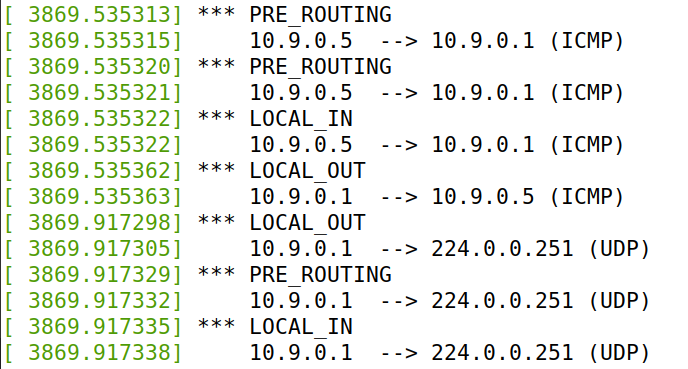 [ 3869.535313] *** PRE_ROUTING
[ 3869.535315]     10.9.0.5  --> 10.9.0.1 (ICMP)
[ 3869.535320] *** PRE_ROUTING
[ 3869.535321]     10.9.0.5  --> 10.9.0.1 (ICMP)
[ 3869.535322] *** LOCAL_IN
[ 3869.535322]     10.9.0.5  --> 10.9.0.1 (ICMP)
[ 3869.535362] *** LOCAL_OUT
[ 3869.535363]     10.9.0.1  --> 10.9.0.5 (ICMP)
[ 3869.917298] *** LOCAL_OUT
[ 3869.917305]     10.9.0.1  --> 224.0.0.251 (UDP)
[ 3869.917329] *** PRE_ROUTING
[ 3869.917332]     10.9.0.1  --> 224.0.0.251 (UDP)
[ 3869.917335] *** LOCAL_IN
[ 3869.917338]     10.9.0.1  --> 224.0.0.251 (UDP)